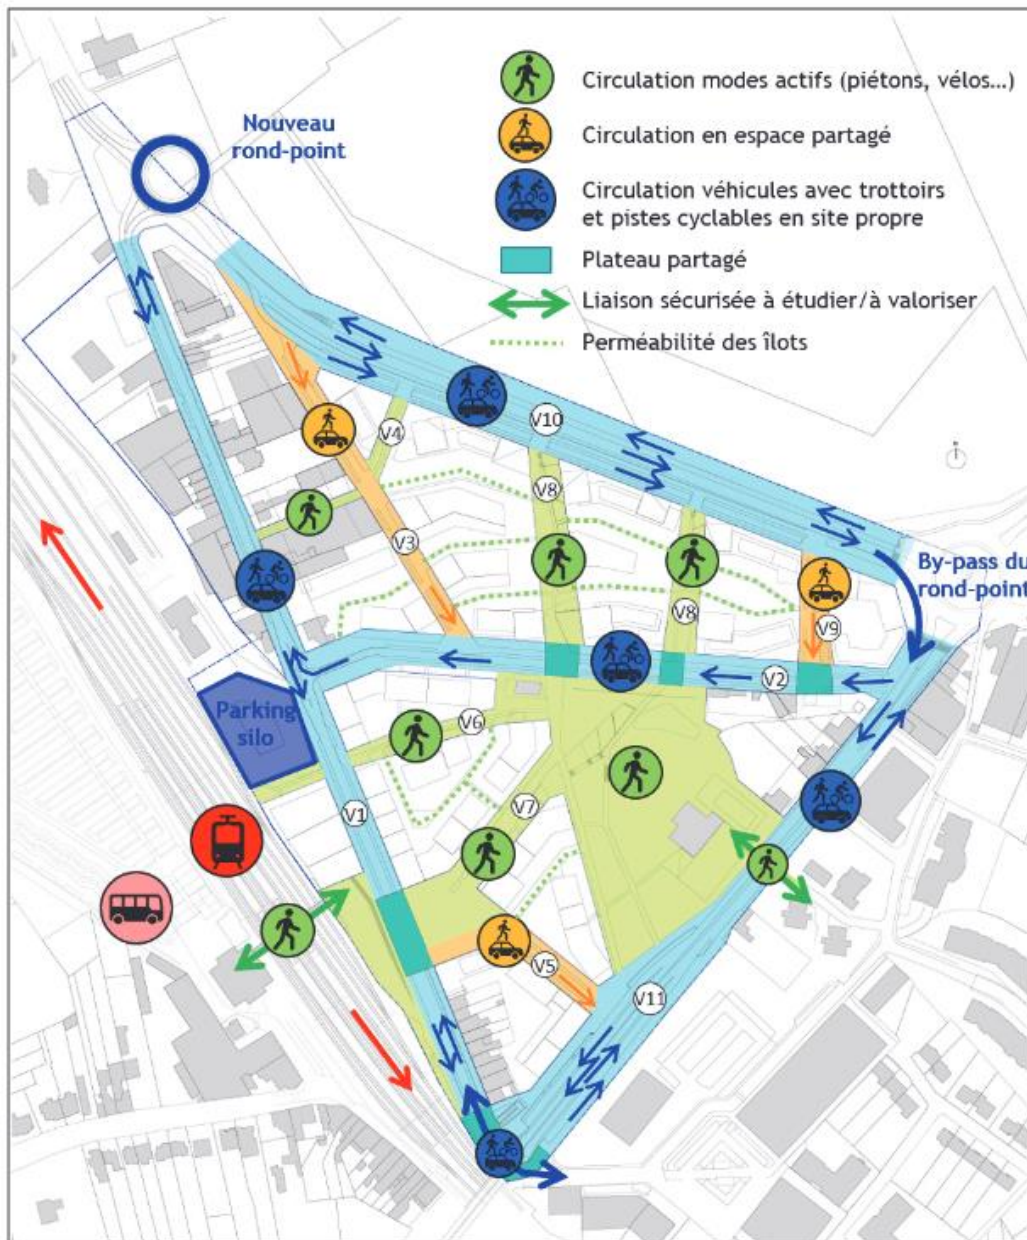 Nouveau
rond-point
Circulation modes actifs (piétons, vélos...)
Circulation en espace partagé
Circulation véhicules avec trottoirs
et pistes cyclables en site propre
Plateau partagé
Liaison sécurisée à étudier/à valoriser
Perméabilité des îlots
V10
V4
V8
V3
By-pass du
rond-point
V8
V9
V2
Parking
silo
V6
V1
V7
V5
V11